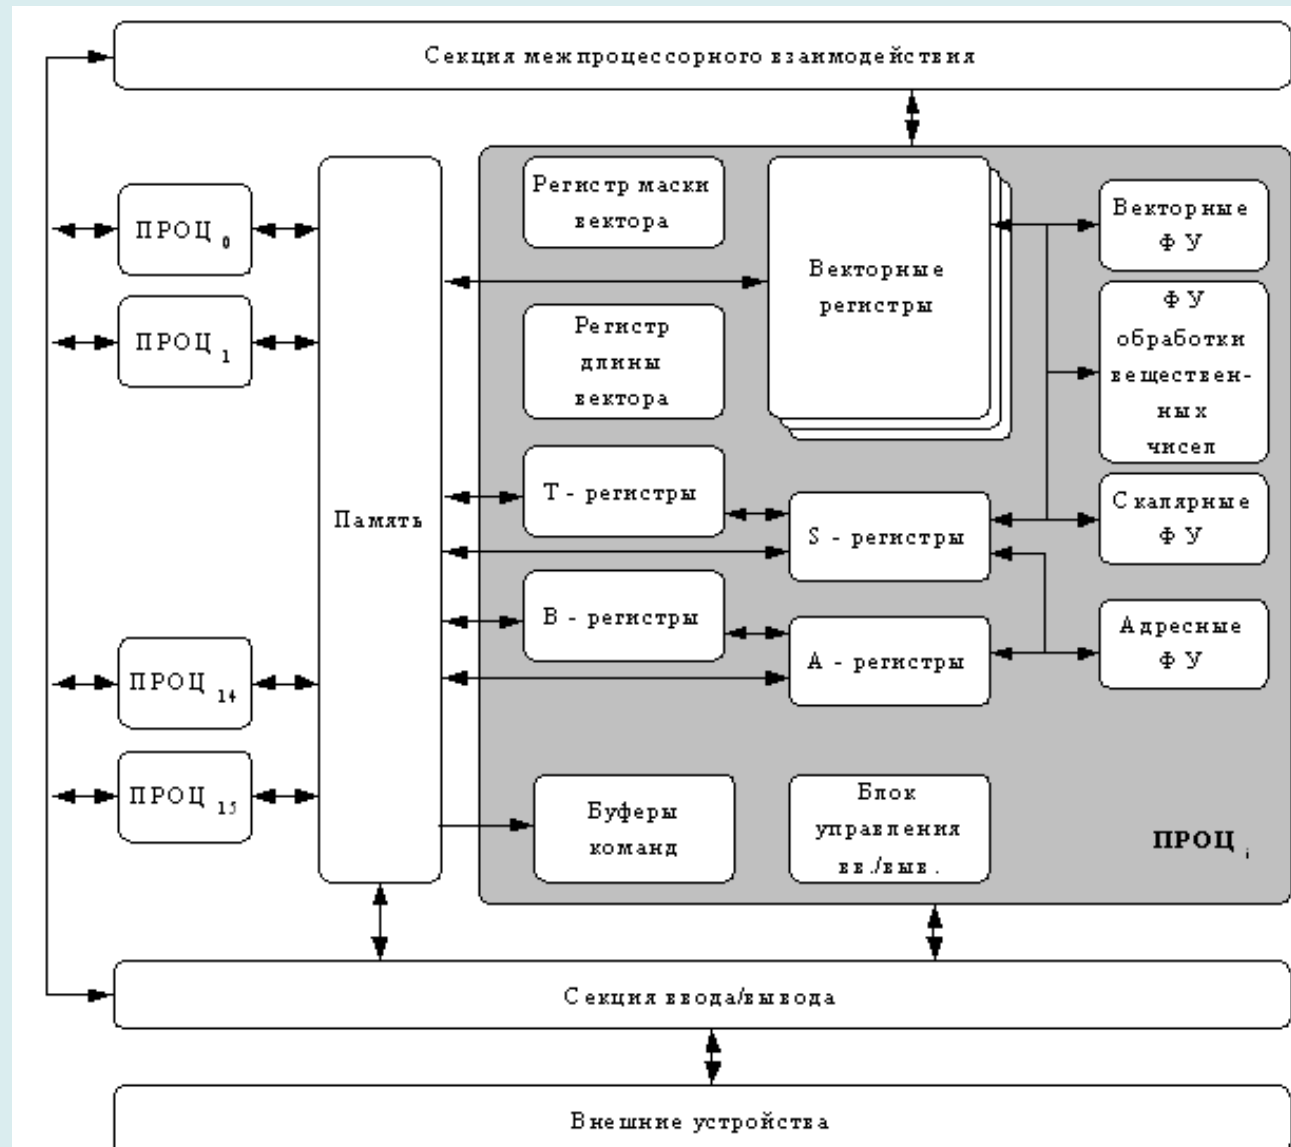 Секция межпроцессорного взаимодействия
ПРОЦ 0
ПРОЦ 1
ПРОЦ 14
ПРОЦ 15
Память
Регистр маски
вектора
Регистр
длины
вектора
Векторные
регистры
Т - регистры
S - регистры
В - регистры
А - регистры
Буферы
команд
Блок
управления
вв./выв.
Векторные
ФУ
ФУ
обработки
веществен-
ных
чисел
Скалярные
ФУ
Адресные
ФУ
ПРОЦ i
Секция ввода/вывода
Внешние устройства